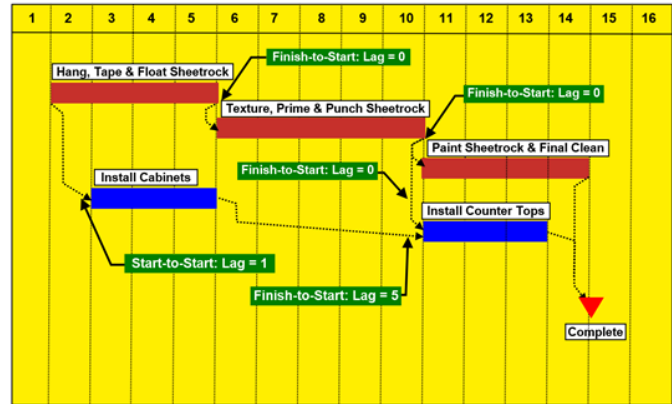 1 2 3 4 5 6 7 8 9 10 11 12 13 14 15 16
Finish-to-Start: Lag = 0
Hang, Tape & Float Sheetrock
Finish-to-Start: Lag = 0
Texture, Prime & Punch Sheetrock
Paint Sheetrock & Final Clean
Finish-to-Start: Lag = 0
Install Cabinets
Install Counter Tops
Start-to-Start: Lag = 1
Finish-to-Start: Lag = 5
Complete